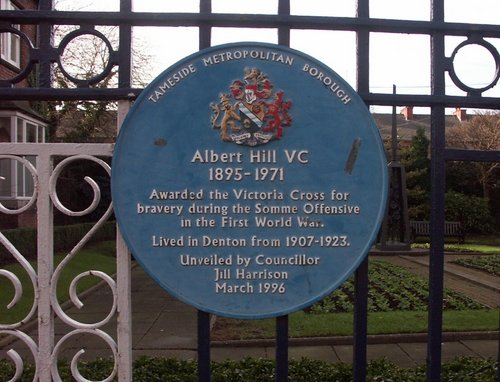 TAMESIDE METROPOLITAN BOROUGH
Albert Hill VC
1895-1971
Awarded the Victoria Cross for
bravery during the Somme Offensive
in the First World War.
Lived in Denton from 1907-1923.
Unveiled by Councillor
Jill Harrison
March 1996